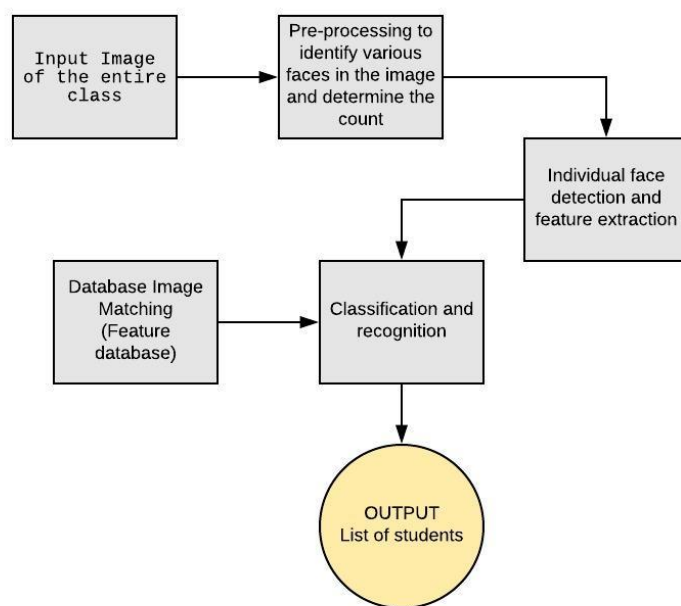 Input Image
of the entire
class
Pre-processing to
identify various
faces in the image
and determine the
count
Individual face
detection and
feature extraction
Database Image
Matching
(Feature
database)
Classification and
recognition
OUTPUT
List of students